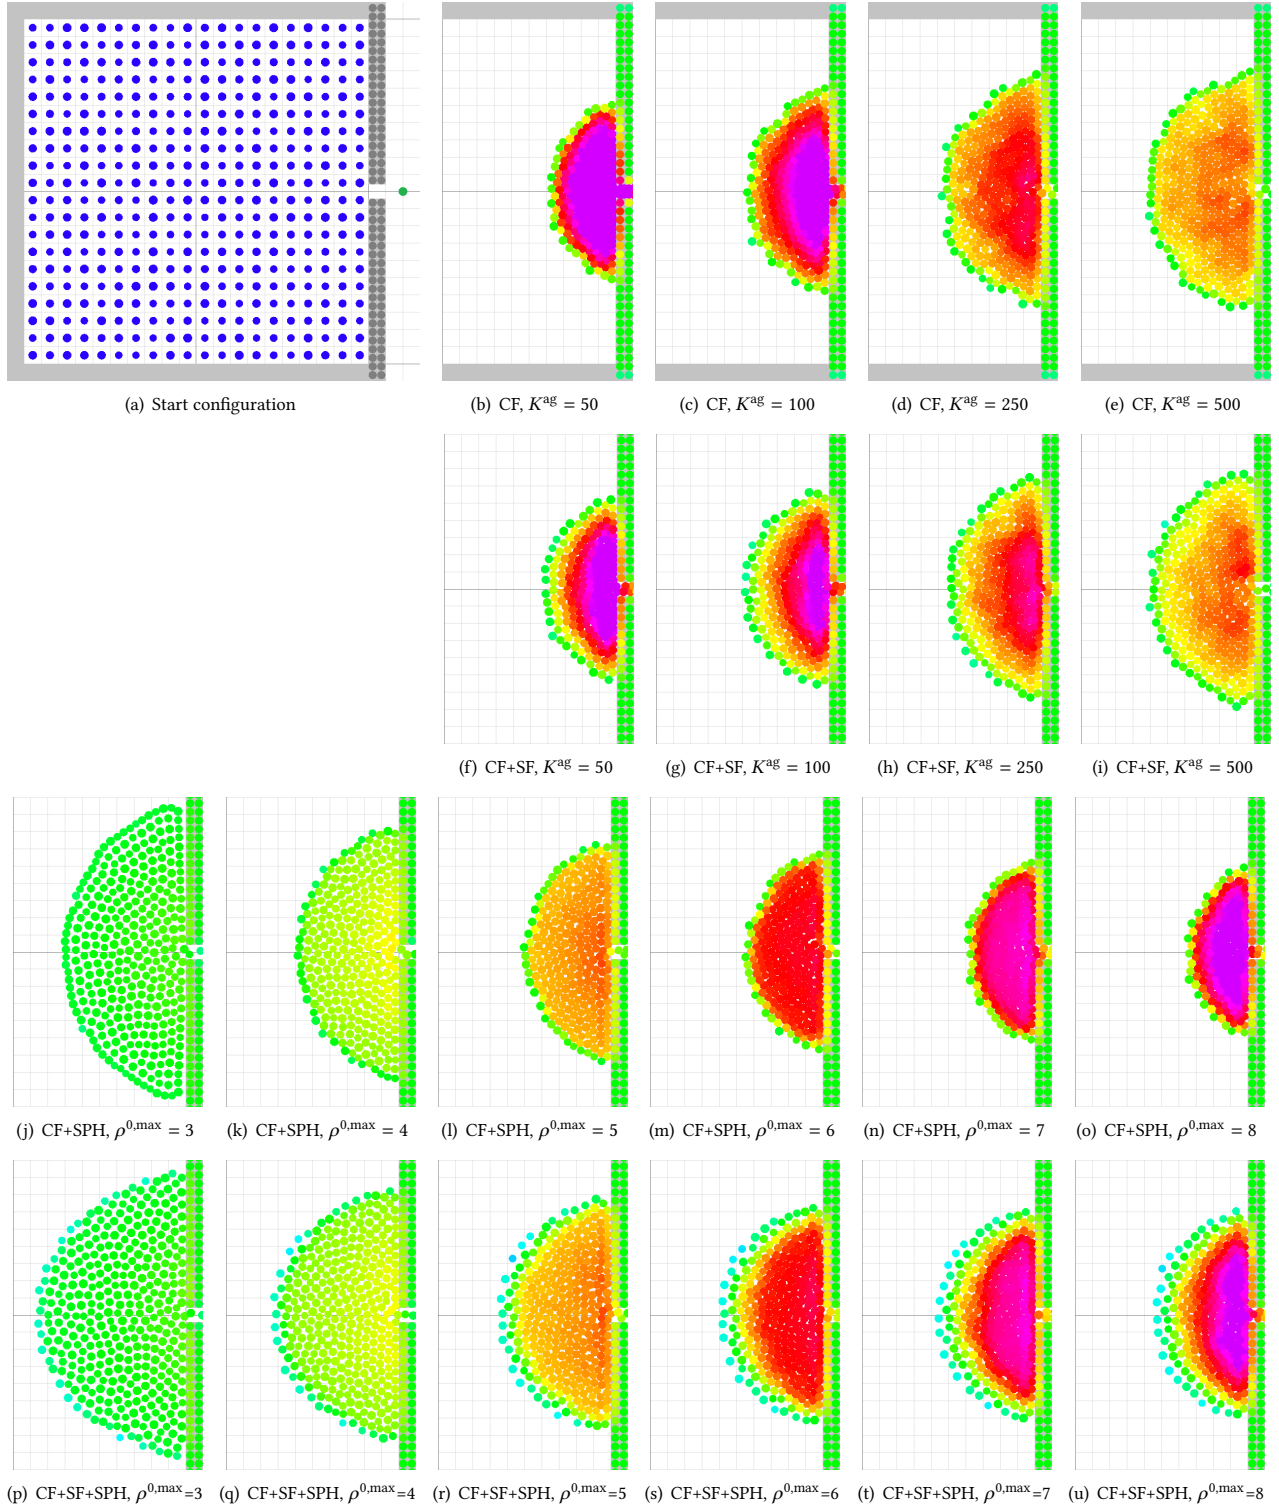 (a) Start configuration
(b) CF, K^ag = 50
(c) CF, K^ag = 100
(d) CF, K^ag = 250
(e) CF, K^ag = 500
(f) CF+SF, K^ag = 50
(g) CF+SF, K^ag = 100
(h) CF+SF, K^ag = 250
(i) CF+SF, K^ag = 500
(j) CF+SPH, ρ^0,max = 3
(k) CF+SPH, ρ^0,max = 4
(l) CF+SPH, ρ^0,max = 5
(m) CF+SPH, ρ^0,max = 6
(n) CF+SPH, ρ^0,max = 7
(o) CF+SPH, ρ^0,max = 8
(p) CF+SF+SPH, ρ^0,max=3
(q) CF+SF+SPH, ρ^0,max=4
(r) CF+SF+SPH, ρ^0,max=5
(s) CF+SF+SPH, ρ^0,max=6
(t) CF+SF+SPH, ρ^0,max=7
(u) CF+SF+SPH, ρ^0,max=8